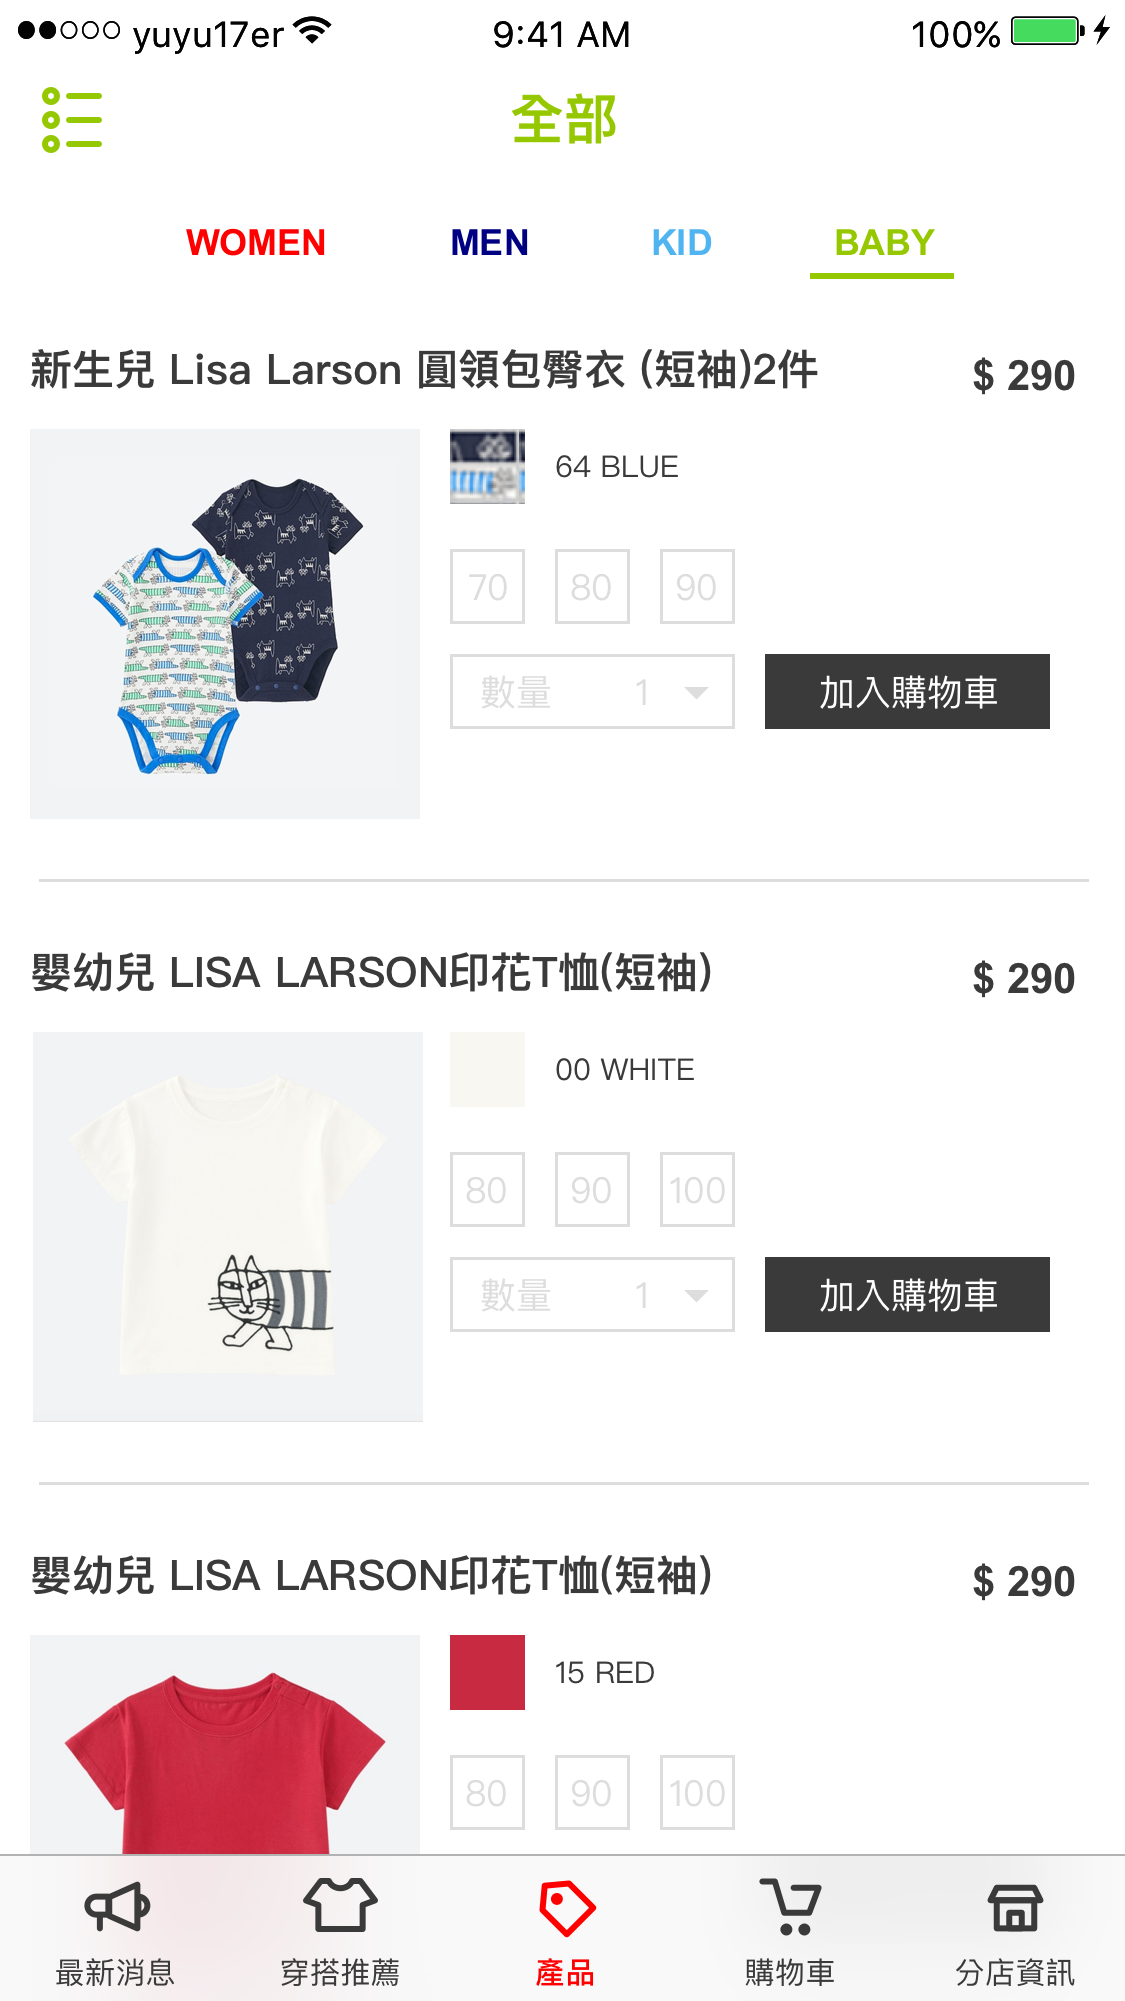 yuyu17er 9:41 AM 100%
全部
WOMEN MEN KID BABY
新生兒 Lisa Larson 圓領包臀衣 (短袖)2件 $ 290
64 BLUE
70 80 90
數量 1 加入購物車
嬰幼兒 LISA LARSON印花T恤(短袖) $ 290
00 WHITE
80 90 100
數量 1 加入購物車
嬰幼兒 LISA LARSON印花T恤(短袖) $ 290
15 RED
80 90 100
最新消息 穿搭推薦 產品 購物車 分店資訊